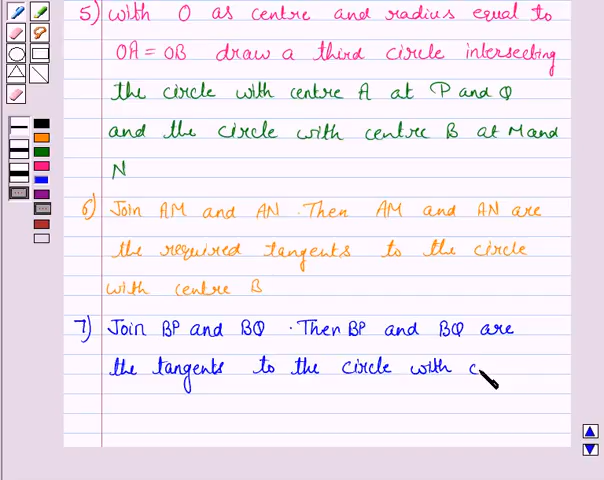 5) With O as centre and radius equal to
OA = OB draw a third circle intersecting
the circle with centre A at P and Q
and the circle with centre B at M and
N
6) Join AM and AN . Then AM and AN are
the required tangents to the circle
with centre B
7) Join BP and BQ . Then BP and BQ are
the tangents to the circle with c